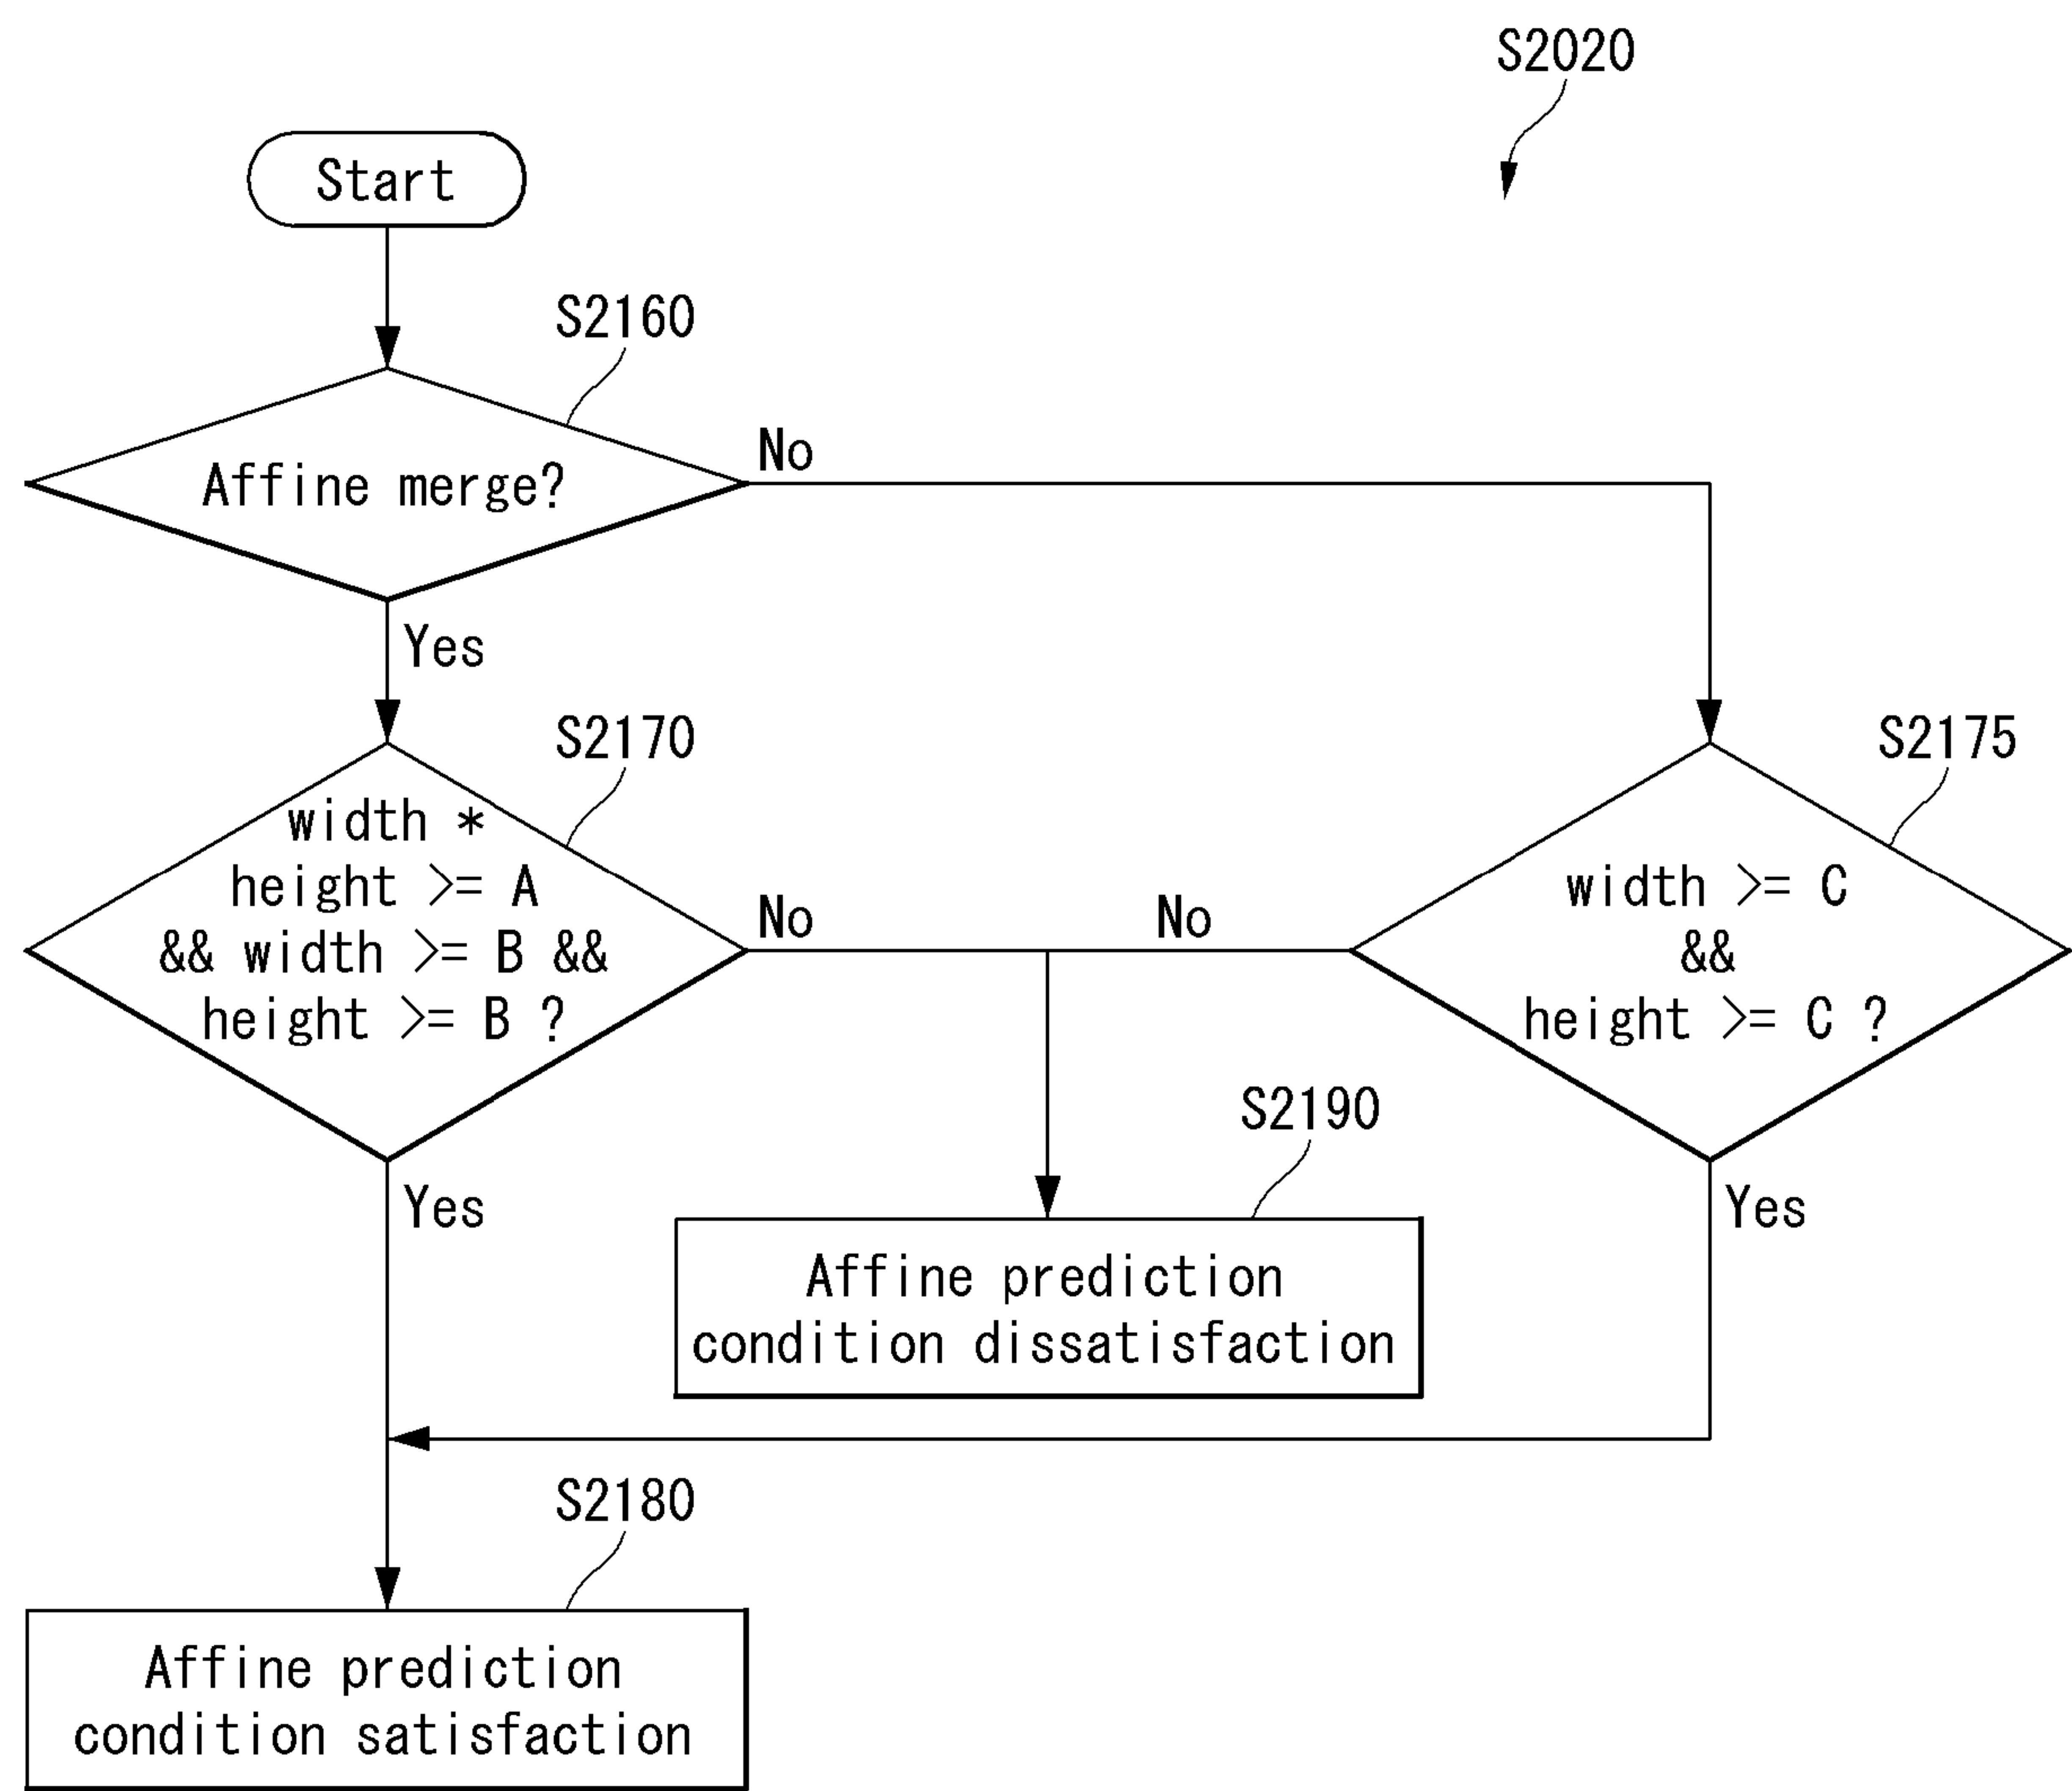 S2020
Start
S2160
Affine merge?
No
Yes
S2170
width *
height >= A
&& width >= B &&
height >= B ?
No
Yes
S2175
width >= C
&&
height >= C ?
No
Yes
S2190
Affine prediction
condition dissatisfaction
S2180
Affine prediction
condition satisfaction